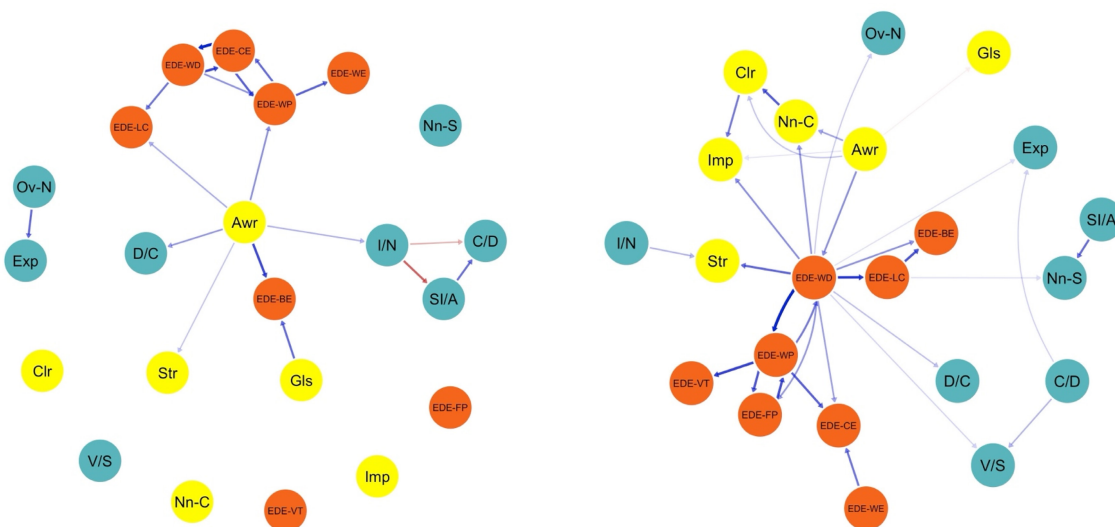 EDE-CE
EDE-WD
EDE-WE
EDE-WP
EDE-LC
Nn-S
Ov-N
Awr
D/C
I/N
C/D
Exp
SI/A
EDE-BE
Clr
Str
Gls
EDE-FP
V/S
Imp
Nn-C
EDE-VT
Ov-N
Gls
Clr
Nn-C
Awr
Exp
Imp
SI/A
I/N
EDE-BE
Str
EDE-WD
EDE-LC
Nn-S
EDE-WP
EDE-VT
D/C
C/D
EDE-FP
EDE-CE
V/S
EDE-WE